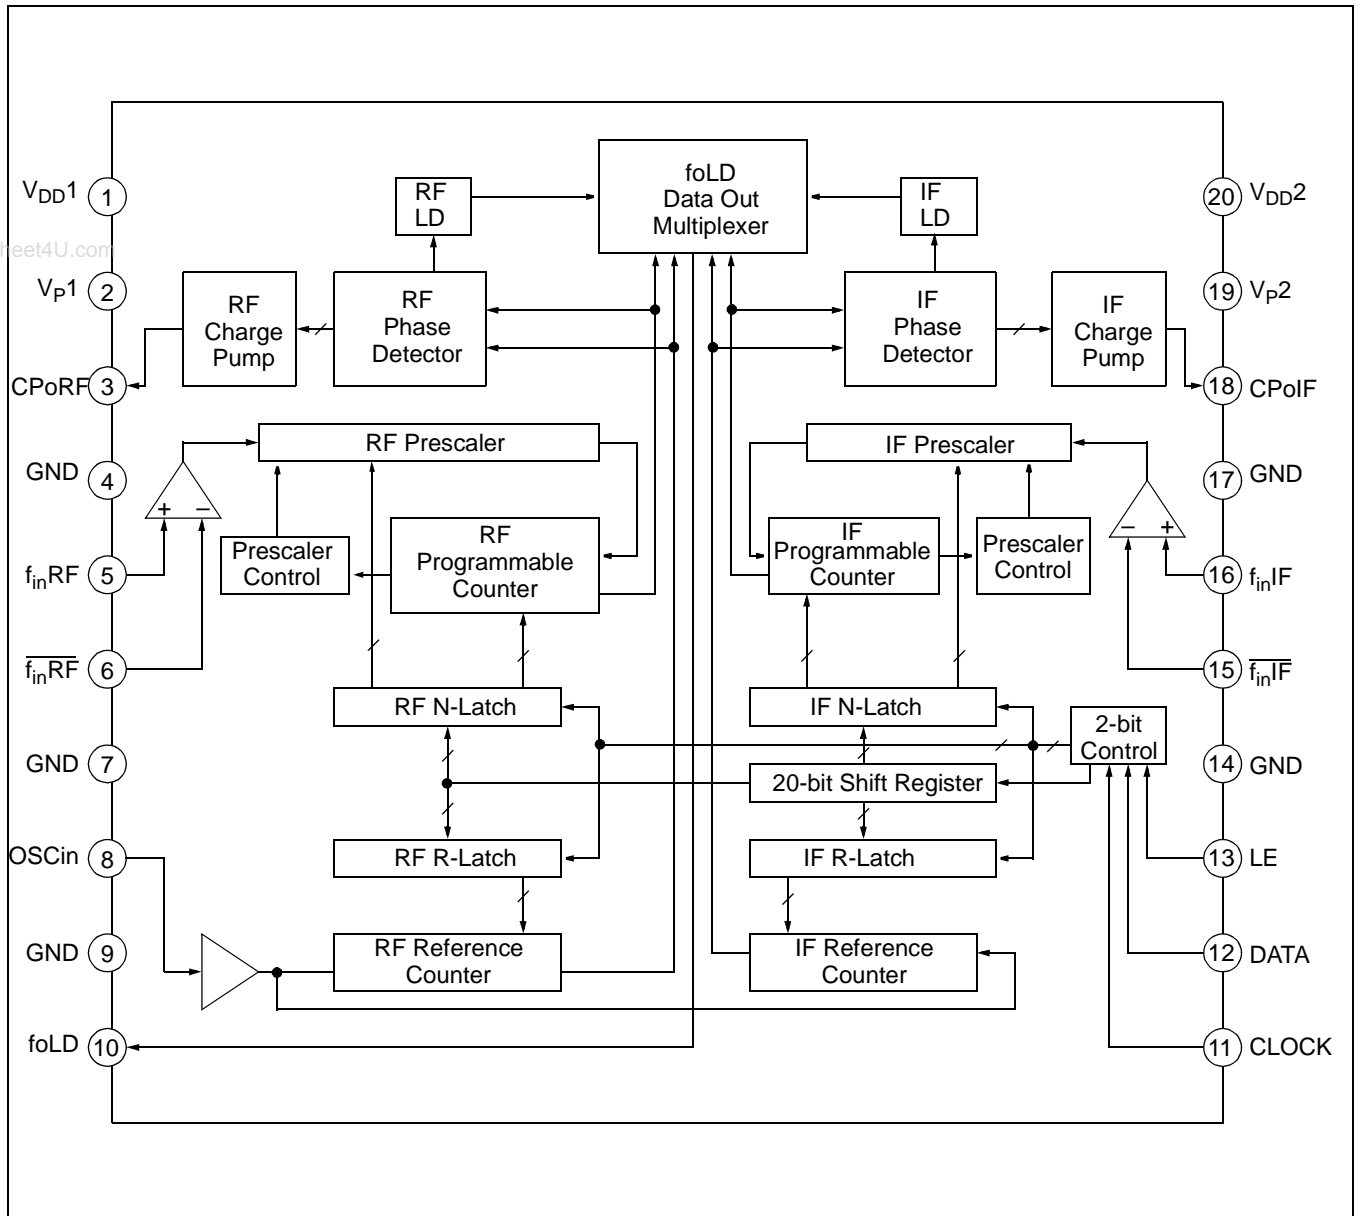 foLD
Data Out
Multiplexer
RF
LD
IF
LD
VDD1
1
20
VDD2
heet4U.com
VP1
2
RF
Charge
Pump
RF
Phase
Detector
IF
Phase
Detector
IF
Charge
Pump
19
VP2
CPoRF
3
18
CPoIF
RF Prescaler
IF Prescaler
GND
4
17
GND
+ −
− +
Prescaler
Control
RF
Programmable
Counter
IF
Programmable
Counter
Prescaler
Control
finRF
5
16
finIF
finRF
6
15
finIF
RF N-Latch
IF N-Latch
2-bit
Control
GND
7
14
GND
20-bit Shift Register
OSCin
8
RF R-Latch
IF R-Latch
13
LE
GND
9
RF Reference
Counter
IF Reference
Counter
12
DATA
foLD
10
11
CLOCK